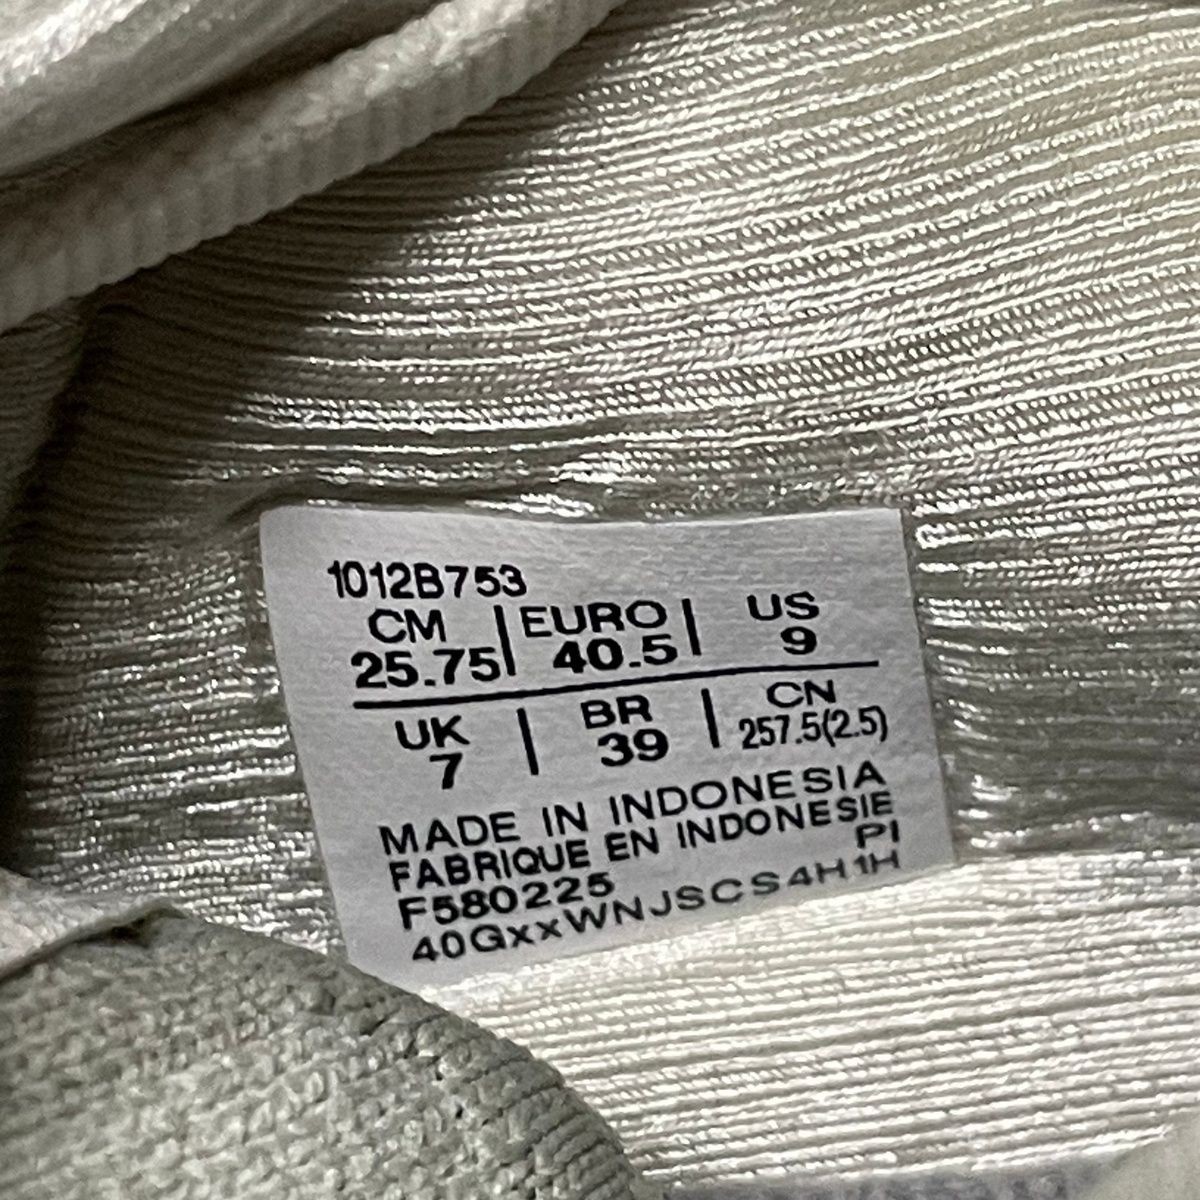 1012B753
CM | EURO | US
25.75 | 40.5 | 9
UK | BR | CN
7 | 39 | 257.5(2.5)
MADE IN INDONESIA
FABRIQUE EN INDONESIE
F580225 PI
40GxxWNJSCS4H1H